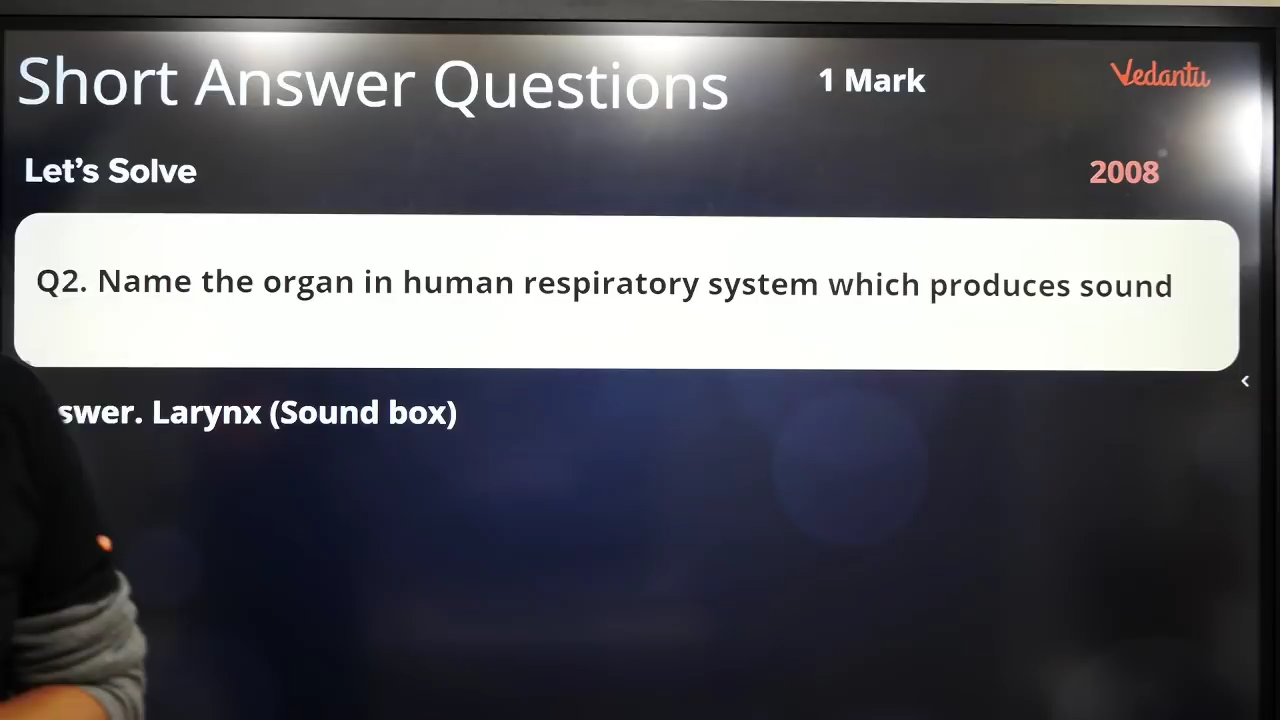 Short Answer Questions 1 Mark Vedantu
Let's Solve 2008
Q2. Name the organ in human respiratory system which produces sound
swer. Larynx (Sound box)